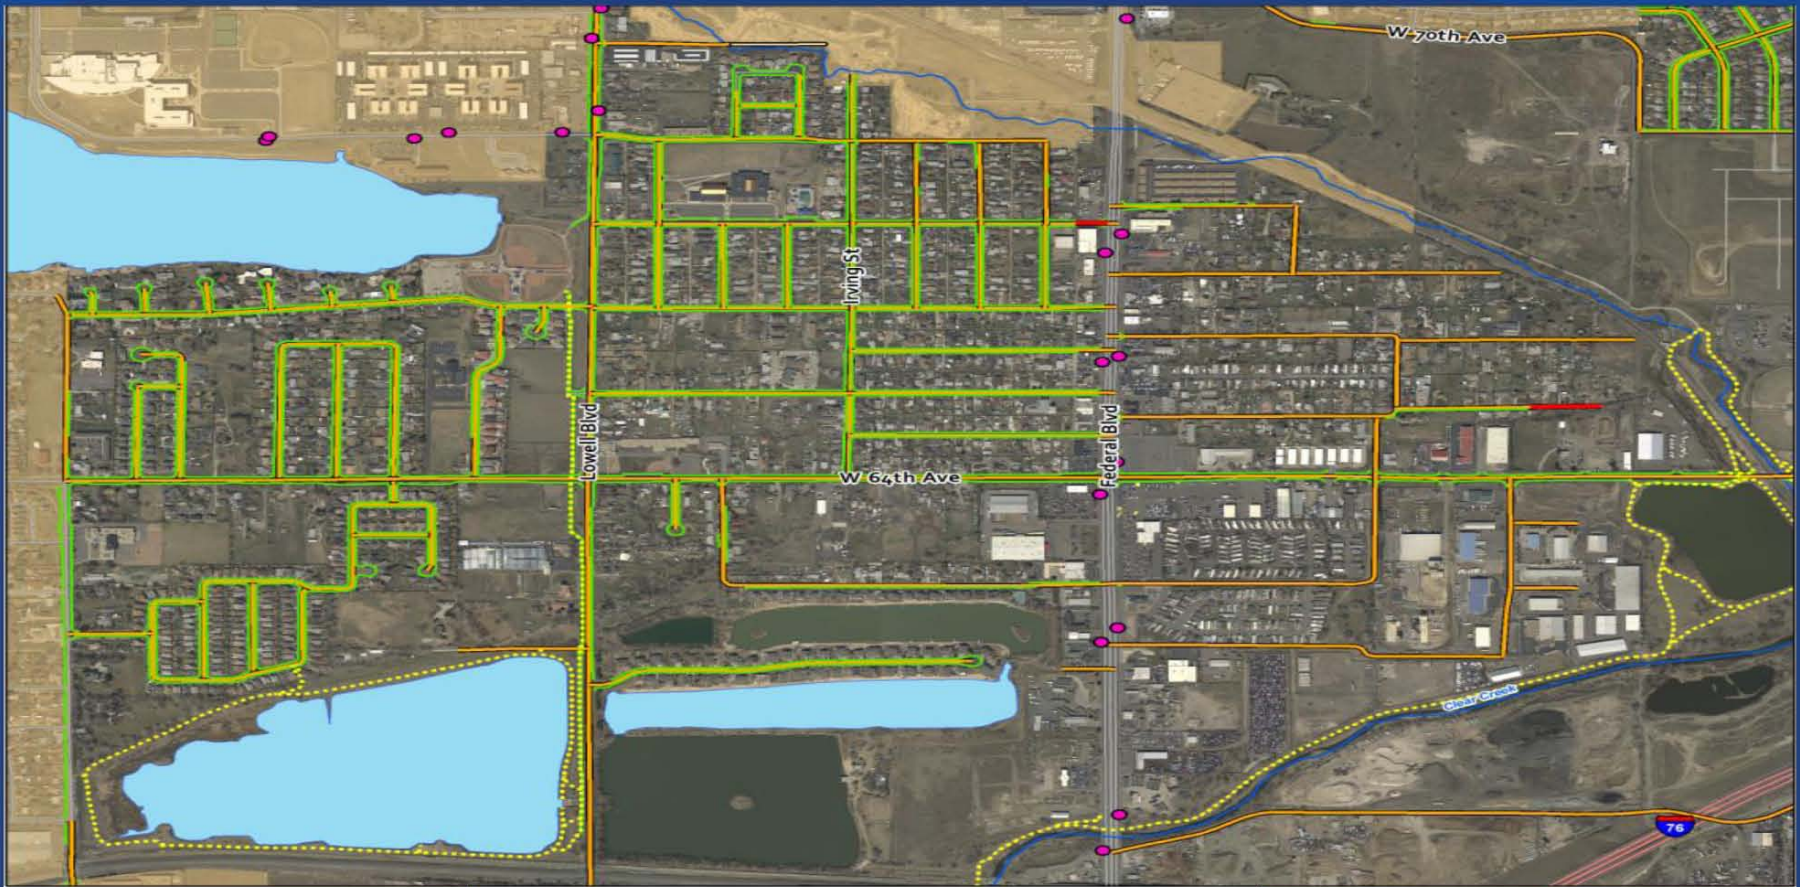 W 70th Ave
Irving St
Lowell Blvd
Federal Blvd
W 64th Ave
Clear Creek
76